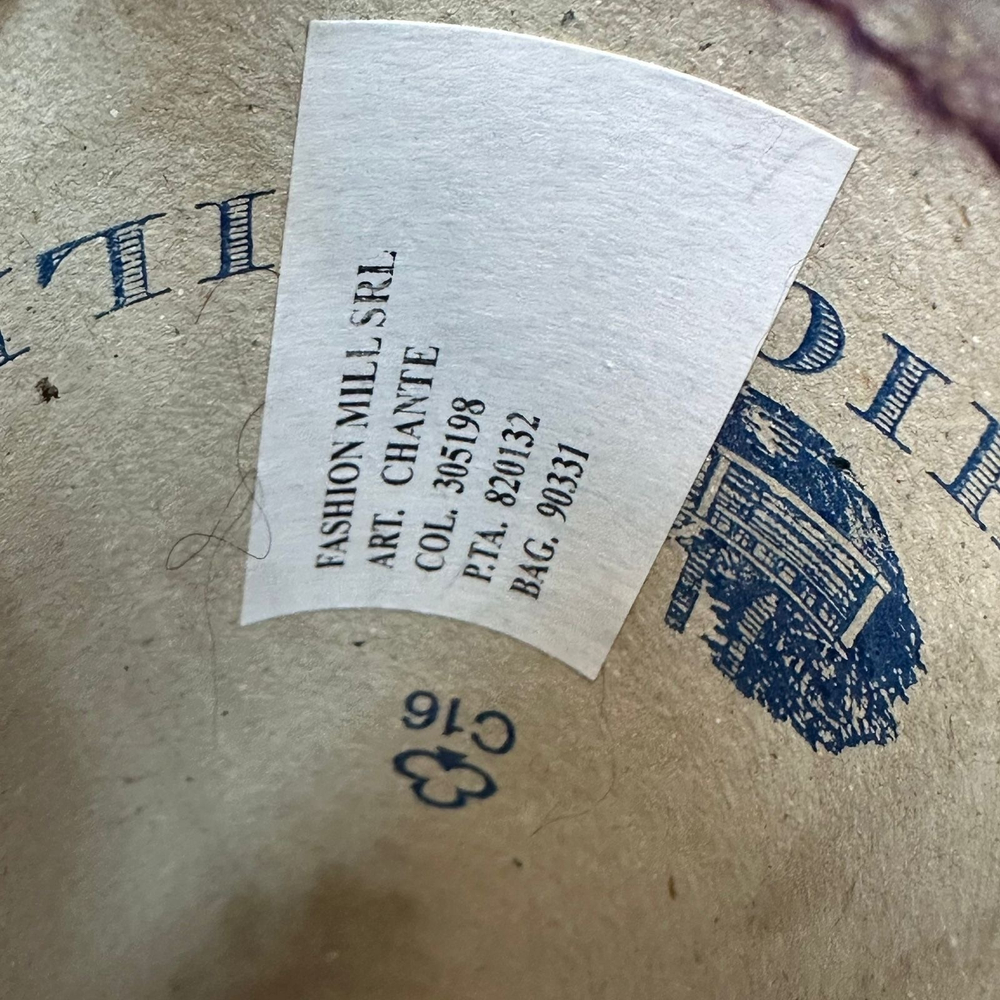 FASHION MILL SRL
ART. CHANTE
COL. 305198
P.TA. 820132
BAG. 90331
C16